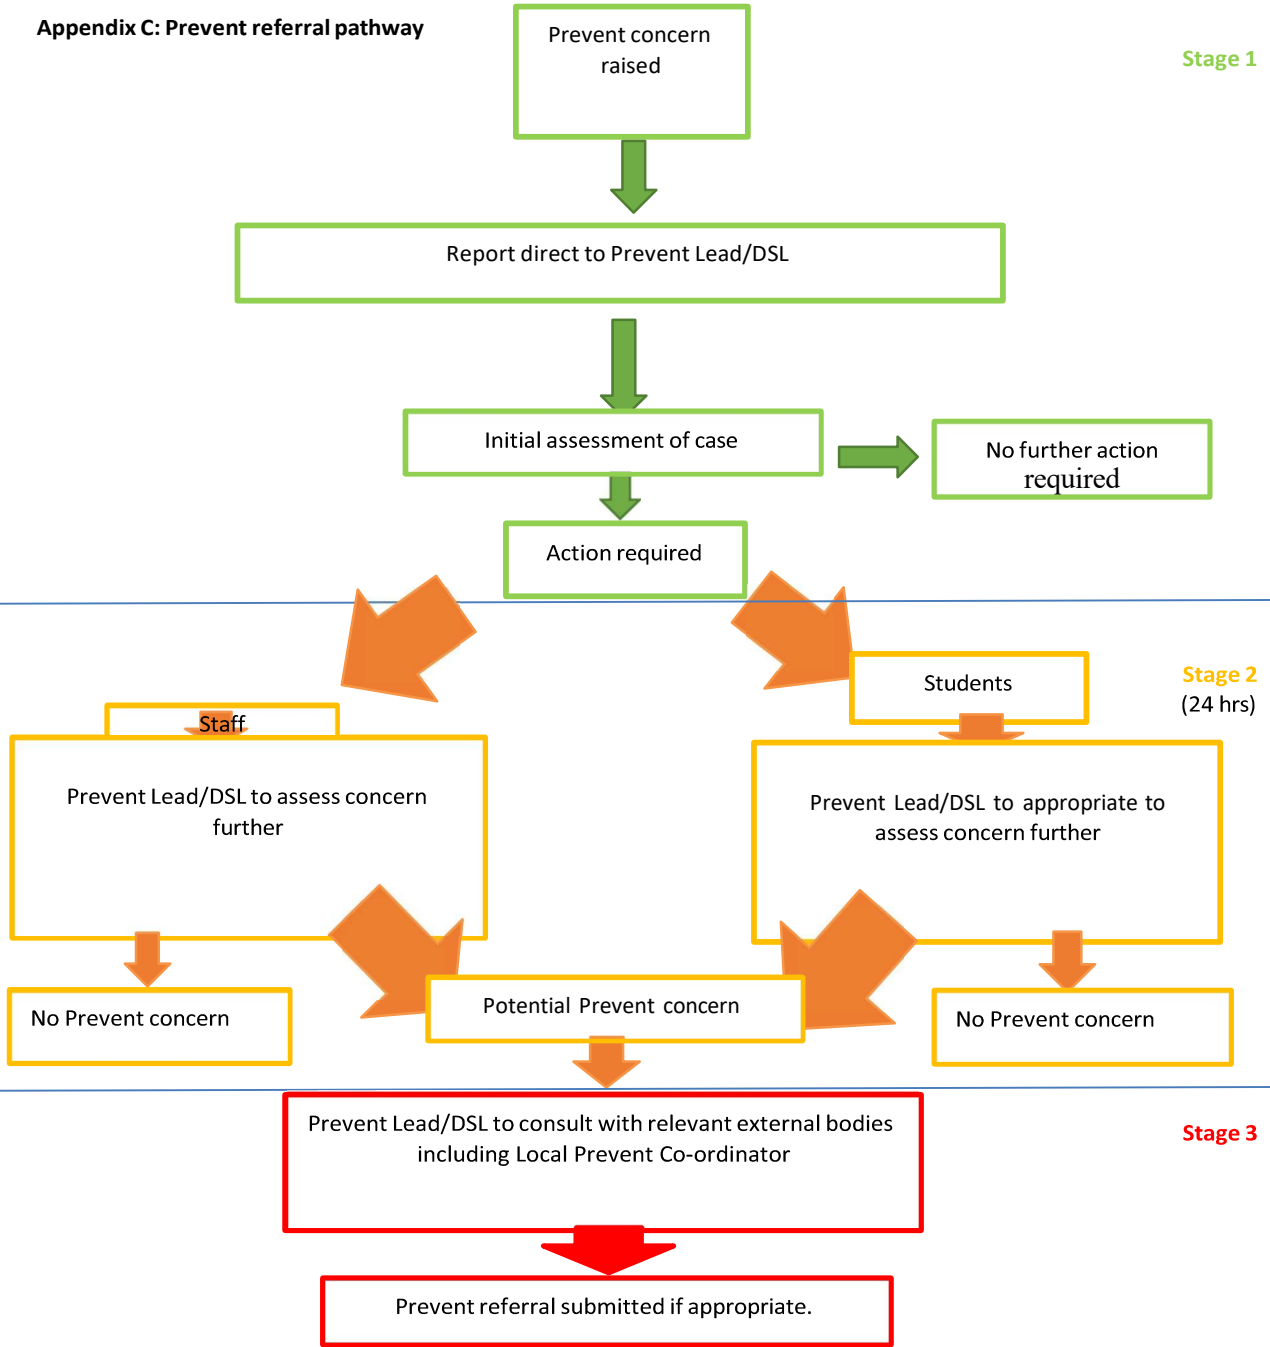 Appendix C: Prevent referral pathway
Prevent concern
raised
Stage 1
Report direct to Prevent Lead/DSL
Initial assessment of case
No further action
required
Action required
Students
Stage 2
(24 hrs)
Staff
Prevent Lead/DSL to assess concern
further
Prevent Lead/DSL to appropriate to
assess concern further
No Prevent concern
Potential Prevent concern
No Prevent concern
Prevent Lead/DSL to consult with relevant external bodies
including Local Prevent Co-ordinator
Stage 3
Prevent referral submitted if appropriate.